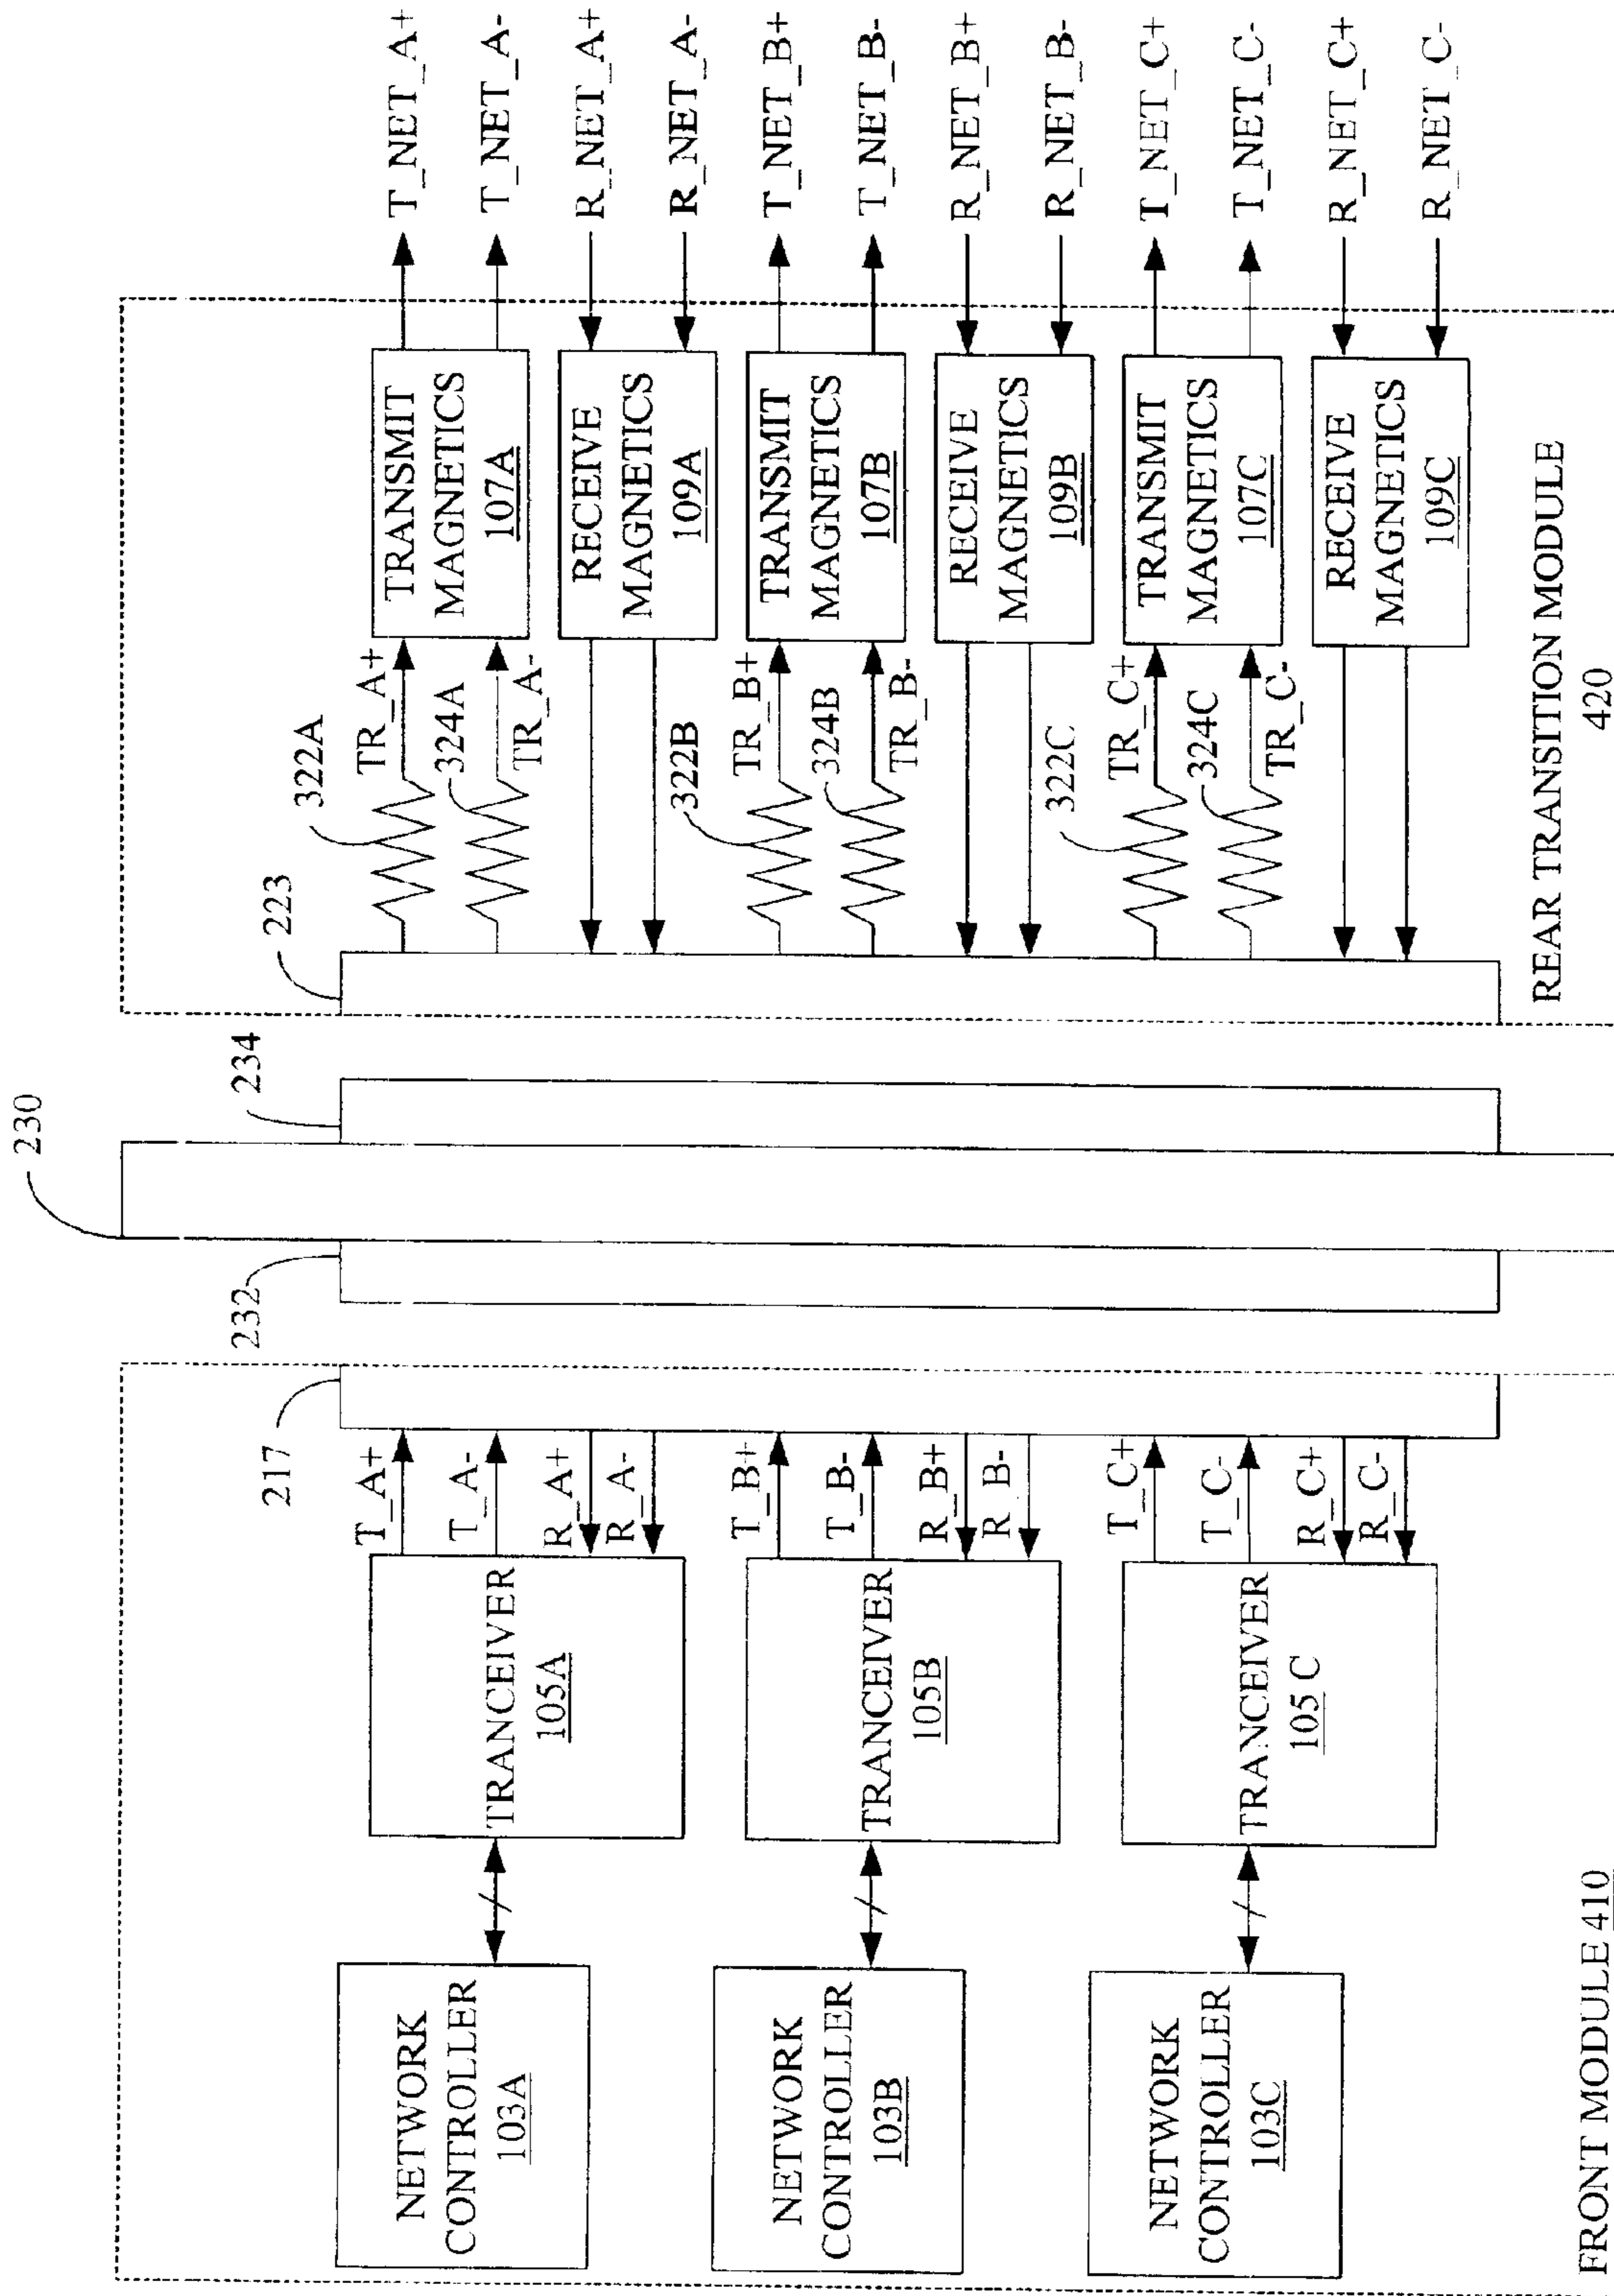 230
217
232
234
223
322A
NETWORK
CONTROLLER
103A
TRANCEIVER
105A
T_A+
T_A-
R_A+
R_A-
TR_A+
324A
TR_A-
TRANSMIT
MAGNETICS
107A
RECEIVE
MAGNETICS
109A
T_NET_A+
T_NET_A-
R_NET_A+
R_NET_A-
NETWORK
CONTROLLER
103B
TRANCEIVER
105B
T_B+
T_B-
R_B+
R_B-
322B
TR_B+
324B
TR_B-
TRANSMIT
MAGNETICS
107B
RECEIVE
MAGNETICS
109B
T_NET_B+
T_NET_B-
R_NET_B+
R_NET_B-
NETWORK
CONTROLLER
103C
TRANCEIVER
105 C
T_C+
T_C-
R_C+
R_C-
322C
TR_C+
324C
TR_C-
TRANSMIT
MAGNETICS
107C
RECEIVE
MAGNETICS
109C
T_NET_C+
T_NET_C-
R_NET_C+
R_NET_C-
FRONT MODULE 410
REAR TRANSITION MODULE
420